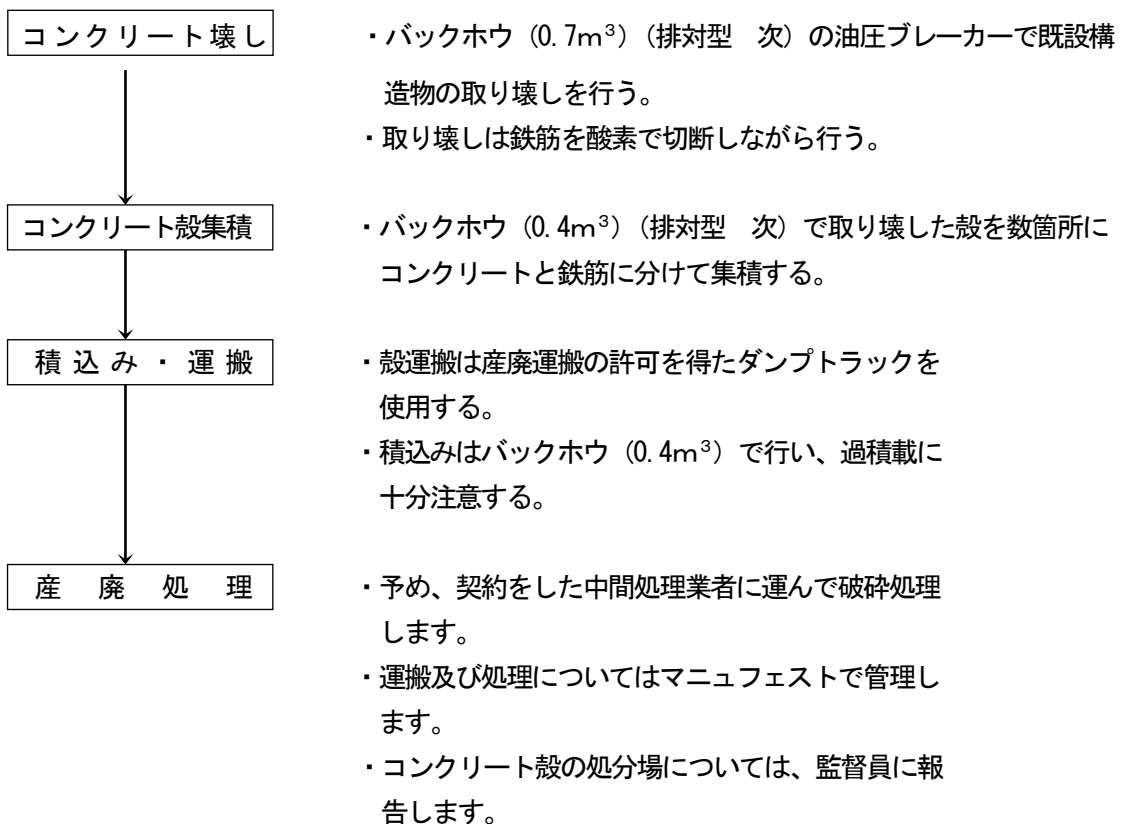 コンクリート壊し
・バックホウ（0.7ｍ³）（排対型　次）の油圧ブレーカーで既設構
造物の取り壊しを行う。
・取り壊しは鉄筋を酸素で切断しながら行う。
コンクリート殻集積
・バックホウ（0.4ｍ³）（排対型　次）で取り壊した殻を数箇所に
コンクリートと鉄筋に分けて集積する。
積込み・運搬
・殻運搬は産廃運搬の許可を得たダンプトラックを
使用する。
・積込みはバックホウ（0.4ｍ³）で行い、過積載に
十分注意する。
産廃処理
・予め、契約をした中間処理業者に運んで破砕処理
します。
・運搬及び処理についてはマニュフェストで管理し
ます。
・コンクリート殻の処分場については、監督員に報
告します。